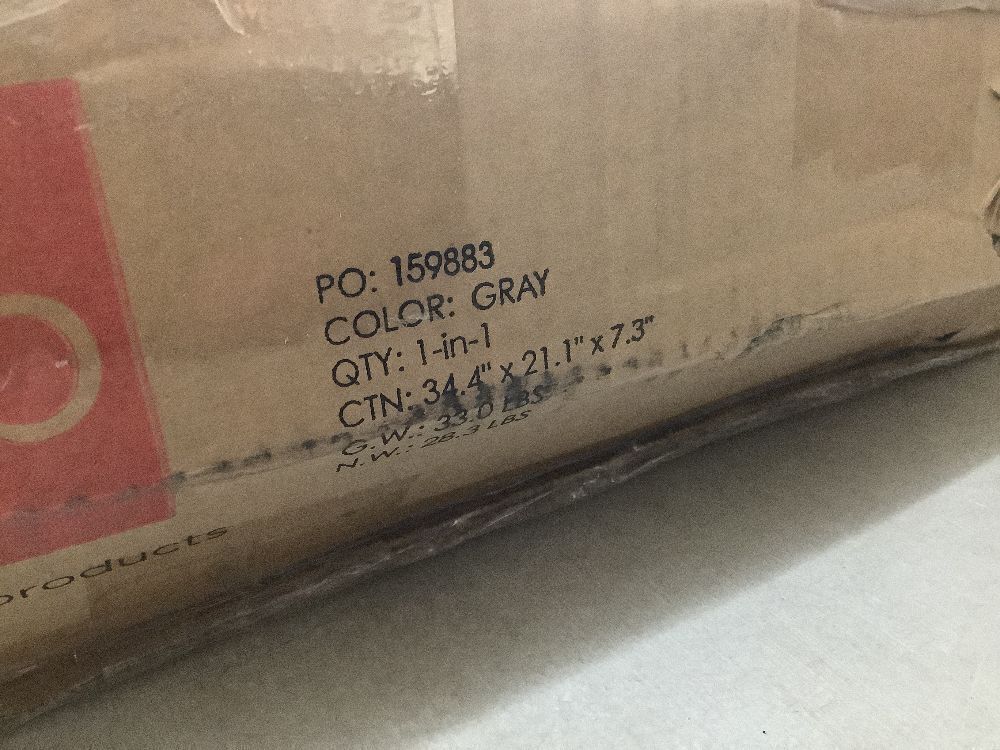 PO: 159883
COLOR: GRAY
QTY: 1-in-1
CTN: 34.4" x 21.1" x 7.3"
G.W.: 33.0 LBS
N.W.: 28.3 LBS
products